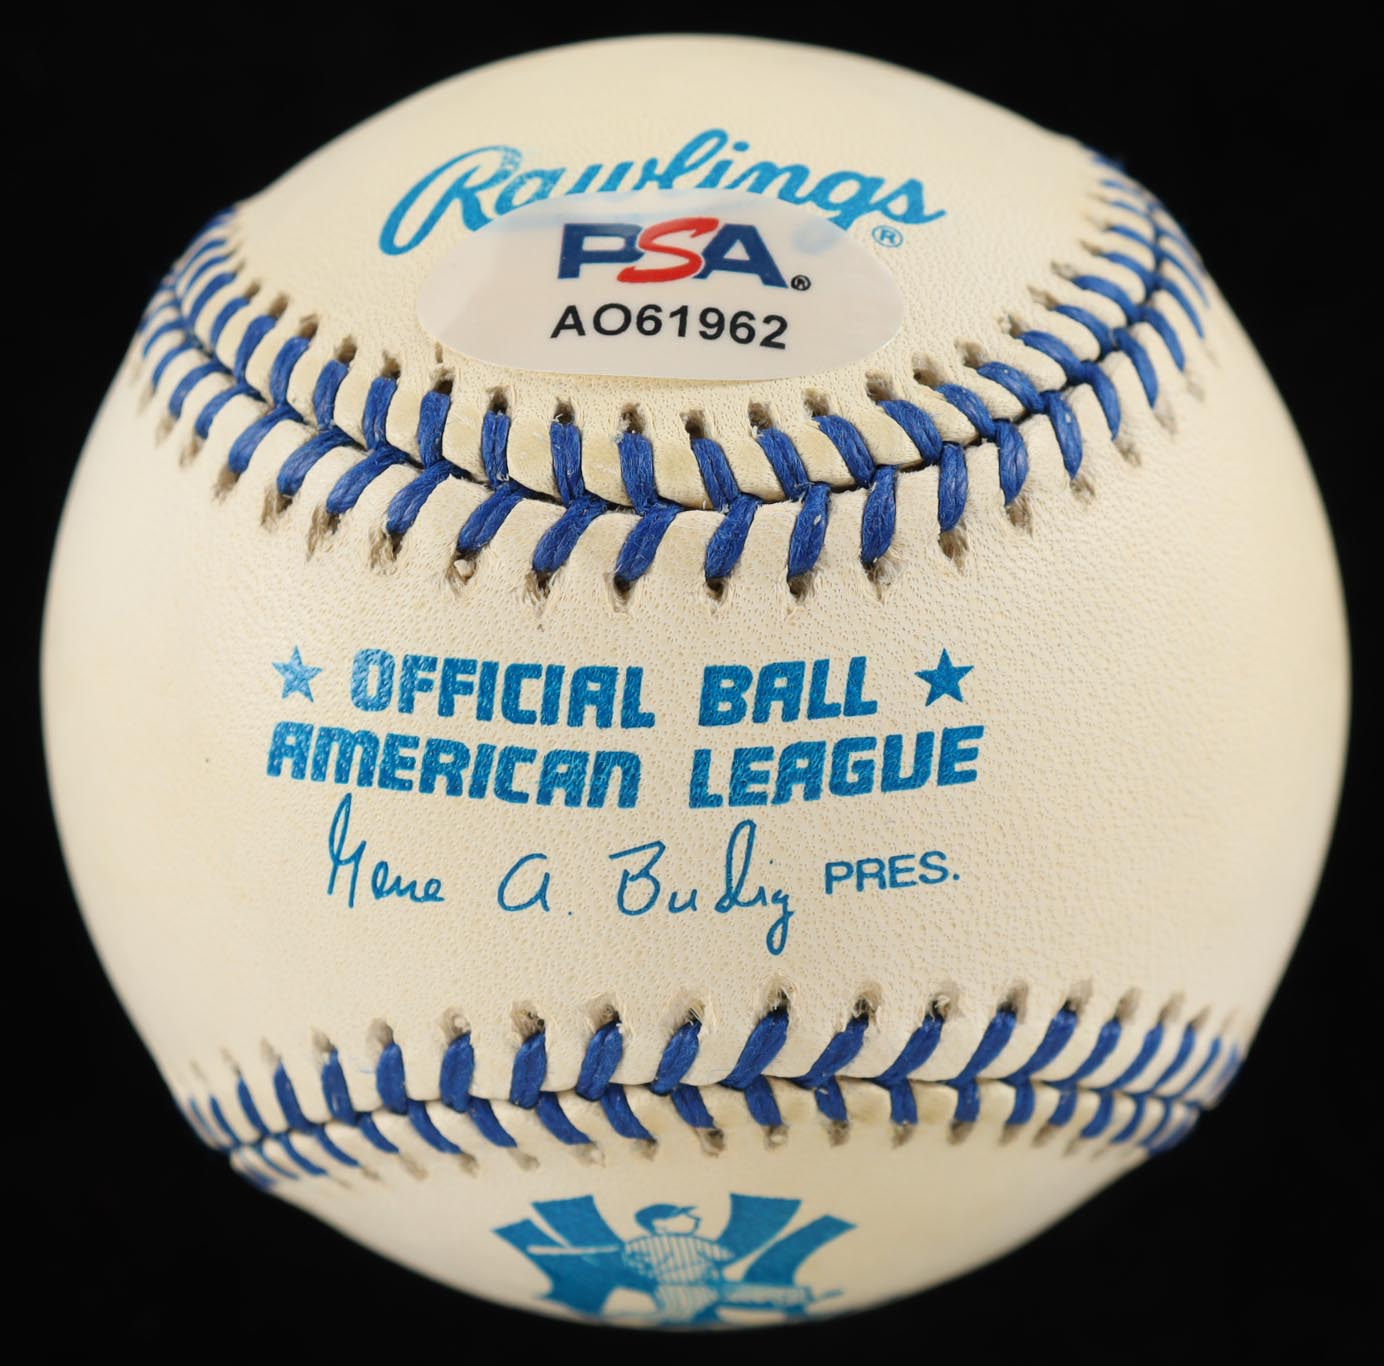 Rawlings®
PSA®
AO61962
★ OFFICIAL BALL ★
AMERICAN LEAGUE
Gene A. Budig PRES.